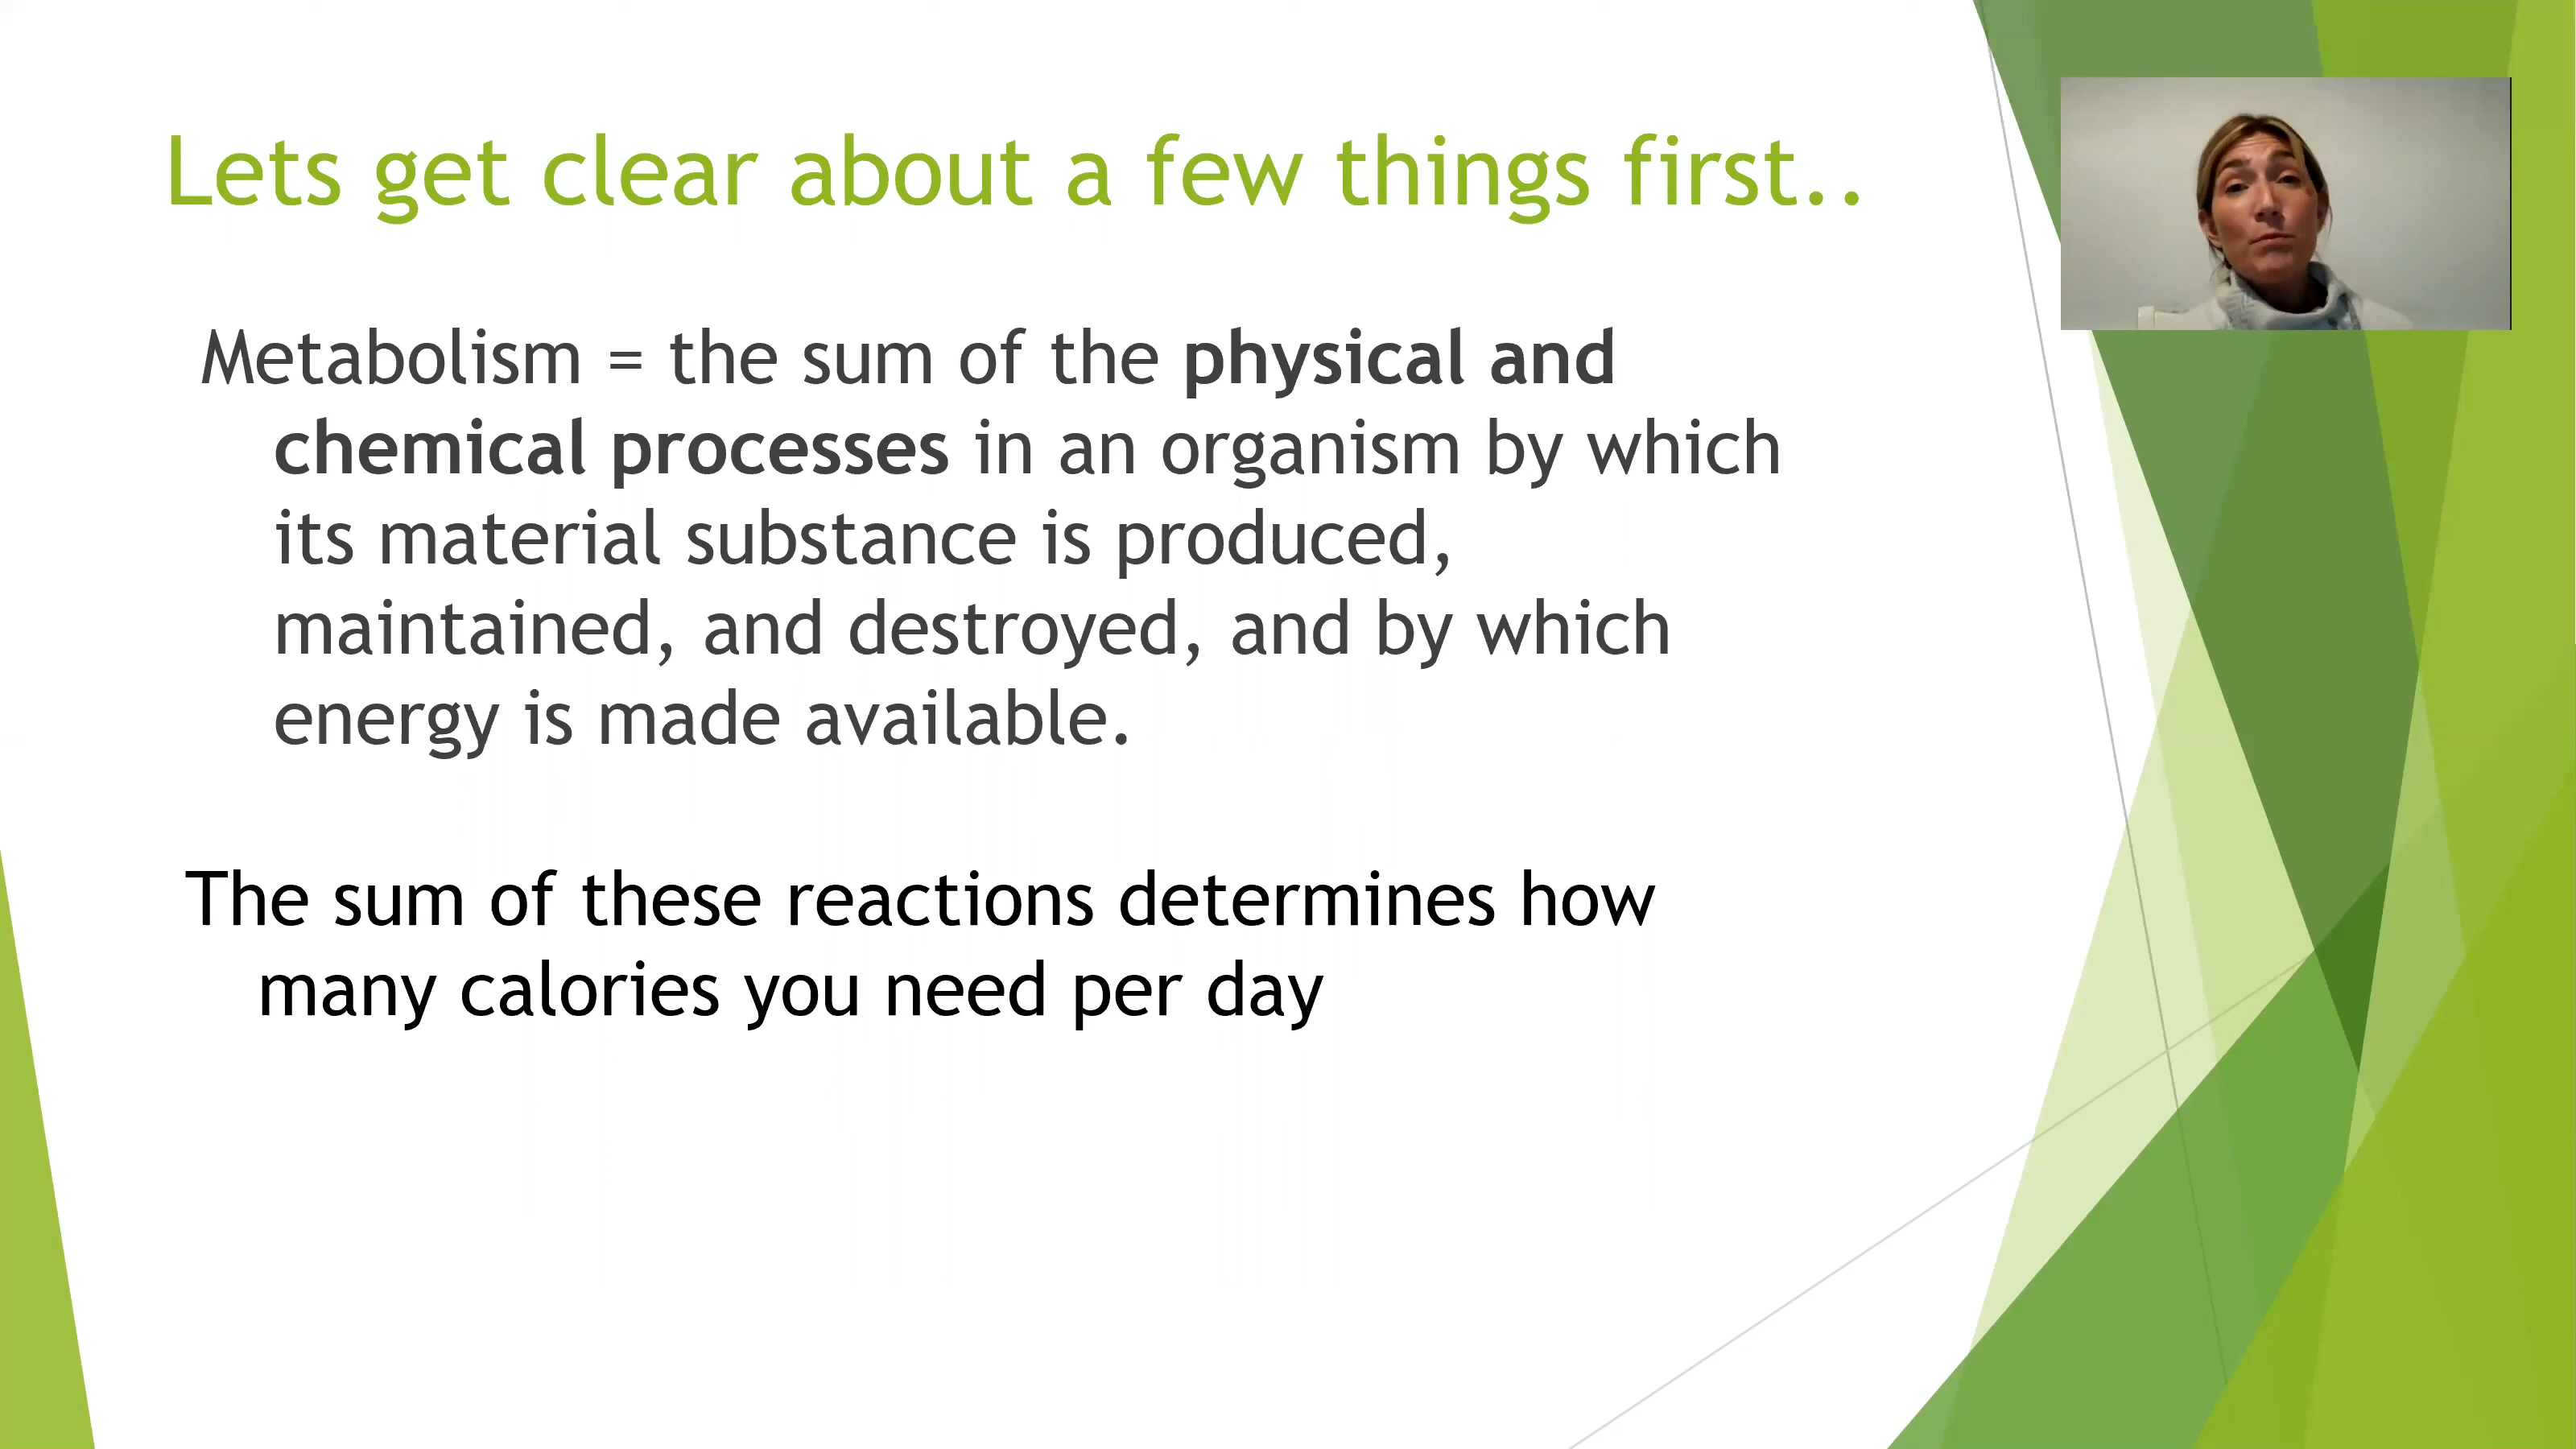 Lets get clear about a few things first..
Metabolism = the sum of the physical and
chemical processes in an organism by which
its material substance is produced,
maintained, and destroyed, and by which
energy is made available.
The sum of these reactions determines how
many calories you need per day